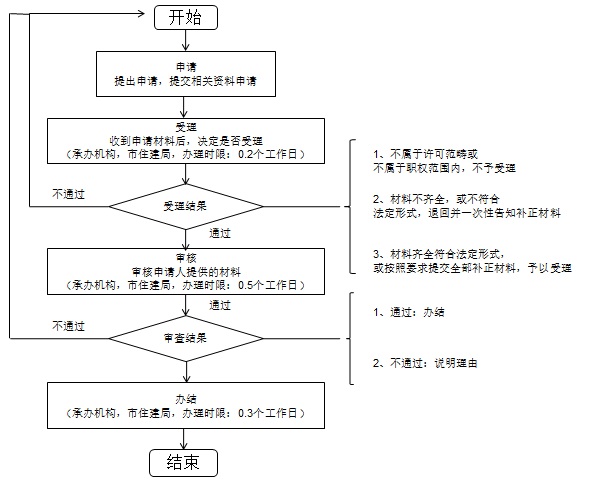 开始
申请
提出申请，提交相关资料申请
受理
收到申请材料后，决定是否受理
（承办机构，市住建局，办理时限：0.2个工作日）
1、不属于许可范畴或
不属于职权范围内，不予受理
不通过
受理结果
2、材料不齐全，或不符合
法定形式，退回并一次性告知补正材料
通过
审核
审核申请人提供的材料
（承办机构，市住建局，办理时限：0.5个工作日）
3、材料齐全符合法定形式，
或按照要求提交全部补正材料，予以受理
通过
1、通过：办结
不通过
审查结果
2、不通过：说明理由
办结
（承办机构，市住建局，办理时限：0.3个工作日）
结束